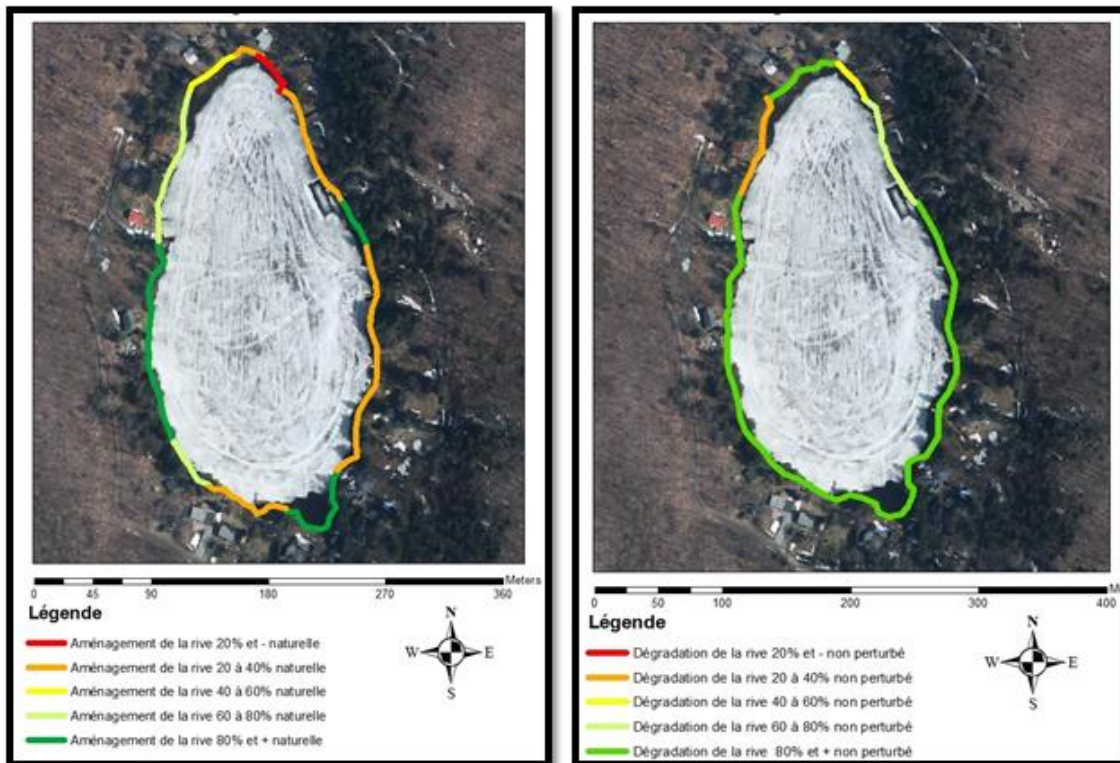 0 45 90 180 270 360 Meters
Légende
N
W E
S
Aménagement de la rive 20% et - naturelle
Aménagement de la rive 20 à 40% naturelle
Aménagement de la rive 40 à 60% naturelle
Aménagement de la rive 60 à 80% naturelle
Aménagement de la rive 80% et + naturelle
M
0 50 100 200 300 400
Légende
N
W E
S
Dégradation de la rive 20% et - non perturbé
Dégradation de la rive 20 à 40% non perturbé
Dégradation de la rive 40 à 60% non perturbé
Dégradation de la rive 60 à 80% non perturbé
Dégradation de la rive 80% et + non perturbé